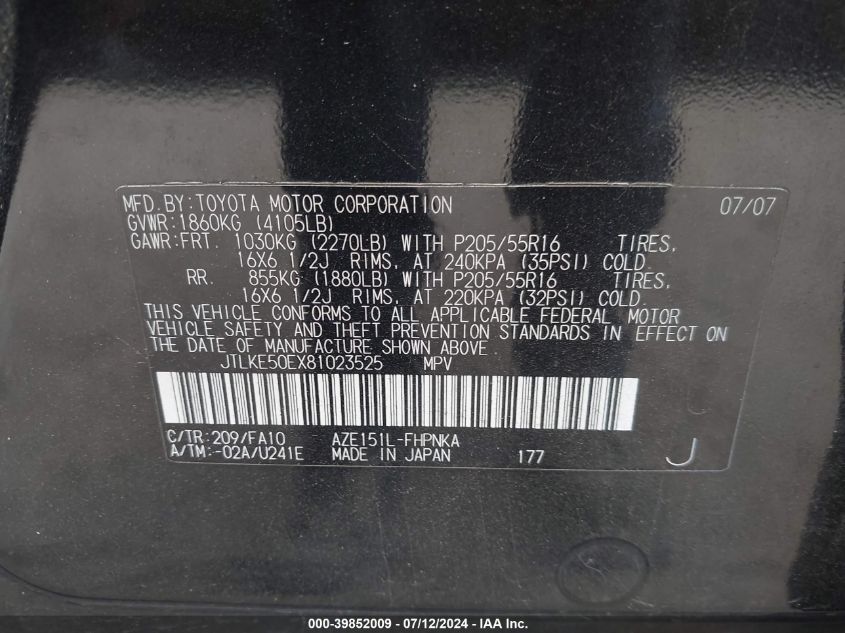 MFD.BY:TOYOTA MOTOR CORPORATION 07/07
GVWR:1860KG (4105LB)
GAWR:FRT. 1030KG (2270LB) WITH P205/55R16 TIRES,
16X6 1/2J RIMS, AT 240KPA (35PSI) COLD
RR. 855KG (1880LB) WITH P205/55R16 TIRES,
16X6 1/2J RIMS, AT 220KPA (32PSI) COLD.
THIS VEHICLE CONFORMS TO ALL APPLICABLE FEDERAL MOTOR
VEHICLE SAFETY AND THEFT PREVENTION STANDARDS IN EFFECT ON
THE DATE OF MANUFACTURE SHOWN ABOVE
JTLKE50EX81023525 MPV
C/TR:209/FA10 AZE151L-FHPNKA
A/TM:-02A/U241E MADE IN JAPAN 177 J
000-39852009 - 07/12/2024 - IAA Inc.